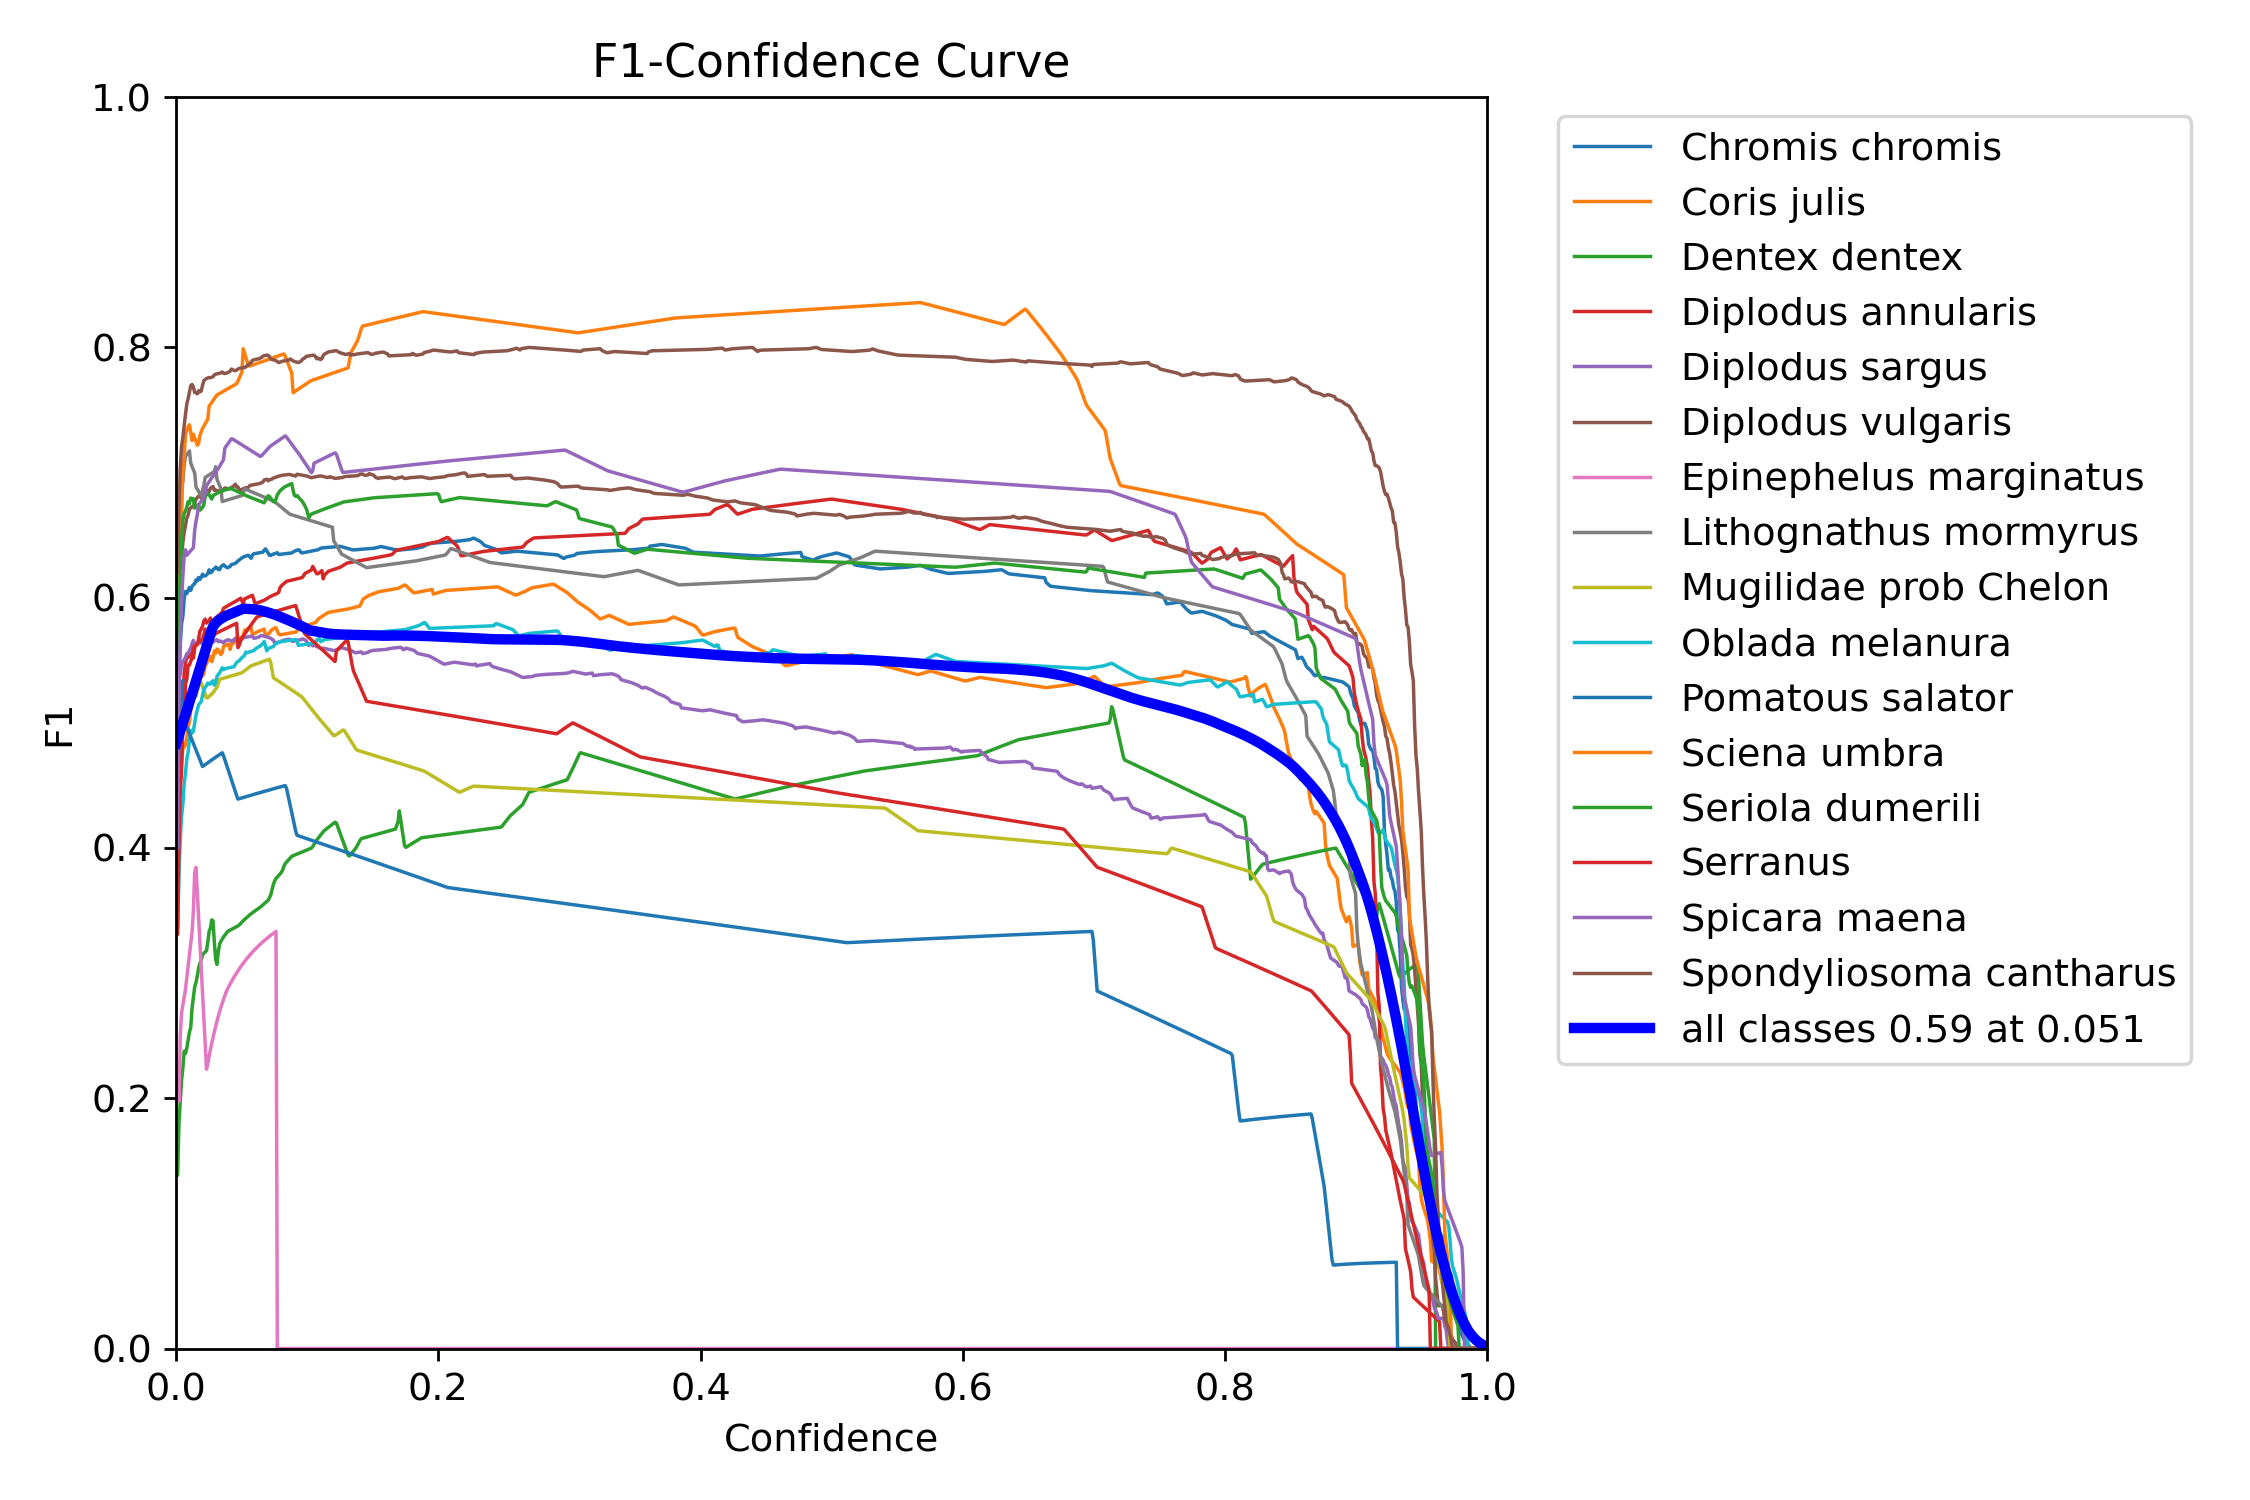 F1-Confidence Curve
1.0
0.8
0.6
0.4
0.2
0.0
F1
0.0 0.2 0.4 0.6 0.8 1.0
Confidence
Chromis chromis
Coris julis
Dentex dentex
Diplodus annularis
Diplodus sargus
Diplodus vulgaris
Epinephelus marginatus
Lithognathus mormyrus
Mugilidae prob Chelon
Oblada melanura
Pomatous salator
Sciena umbra
Seriola dumerili
Serranus
Spicara maena
Spondyliosoma cantharus
all classes 0.59 at 0.051